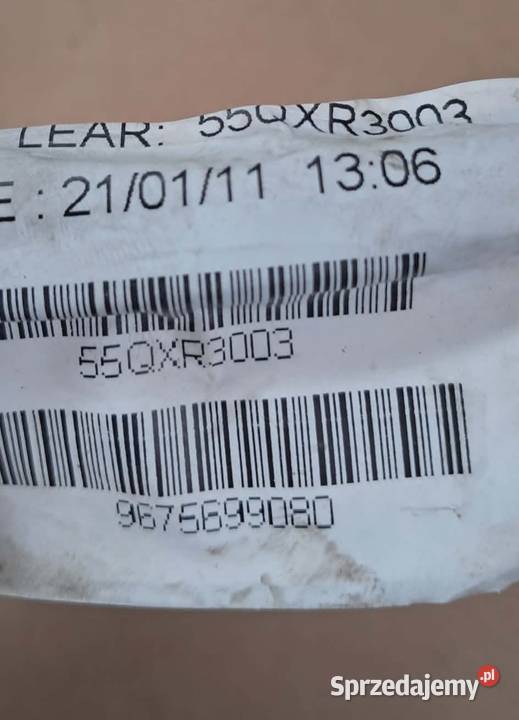 LEAR: 55QXR3003
E : 21/01/11 13:06
55QXR3003
9675699080
Sprzedajemy.pl